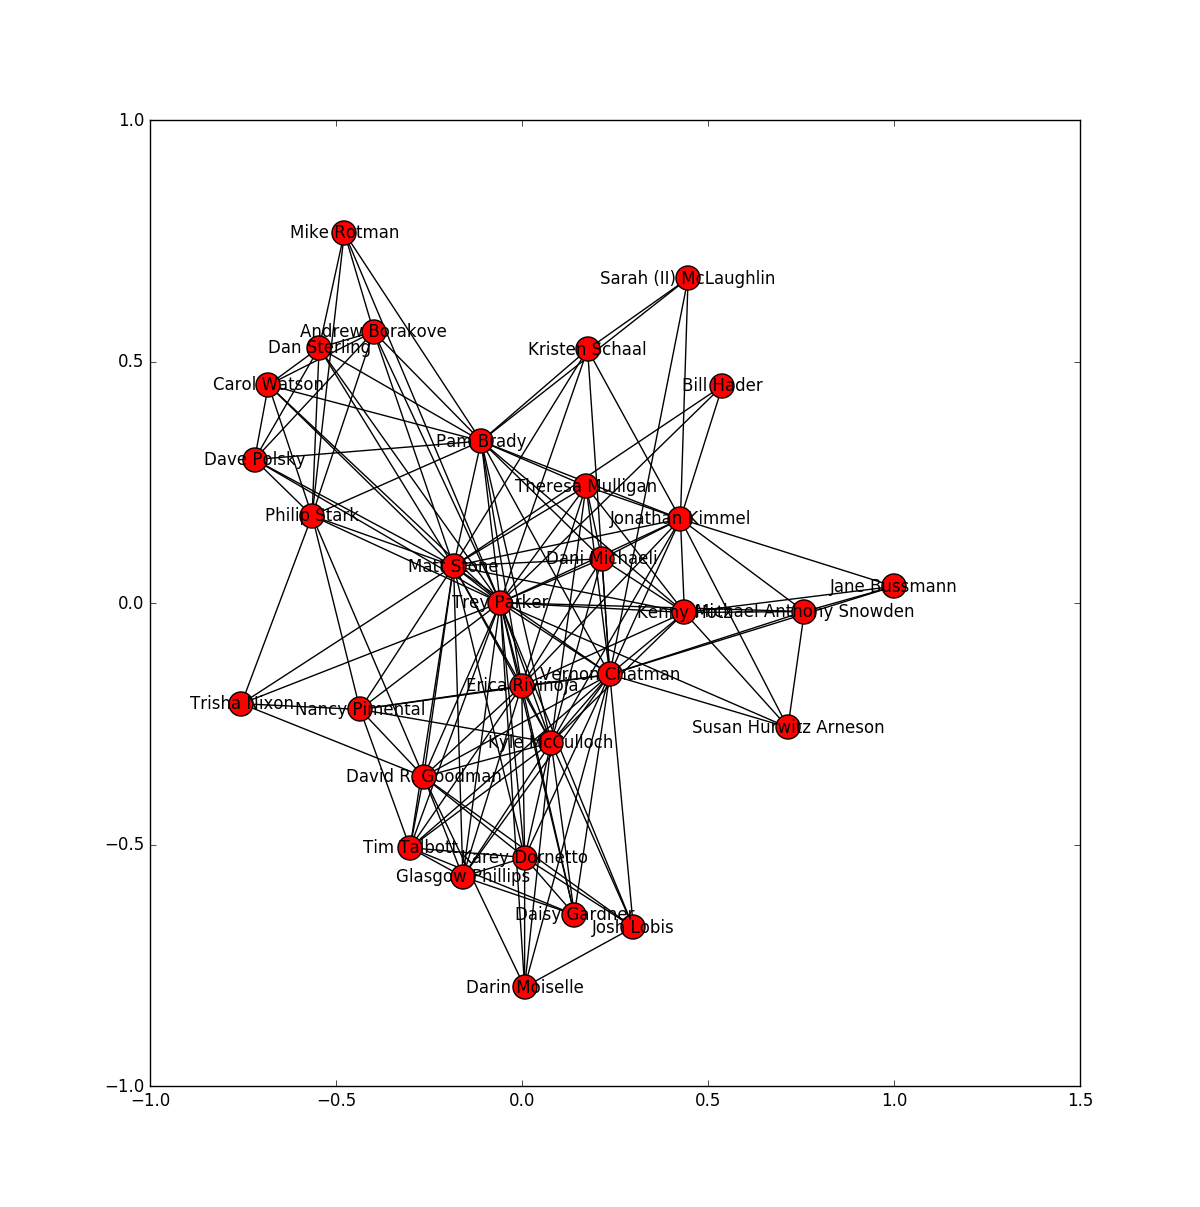 1.0
Mike Rotman
Sarah (II) McLaughlin
Andrew Borakove
Dan Sterling
Kristen Schaal
0.5
Carol Watson
Bill Hader
Pam Brady
Dave Polsky
Theresa Mulligan
Philip Stark
Jonathan Kimmel
Dani Michaeli
Matt Stone
Jane Bussmann
0.0
Trey Parker
Kenny Hotz
Michael Anthony Snowden
Vernon Chatman
Erica Rivinoja
Trisha Nixon
Nancy Pimental
Susan Hurwitz Arneson
Kyle McCulloch
David R. Goodman
−0.5
Tim Talbott
Karey Dornetto
Glasgow Phillips
Daisy Gardner
Josh Lobis
Darin Moiselle
−1.0
−1.0 −0.5 0.0 0.5 1.0 1.5